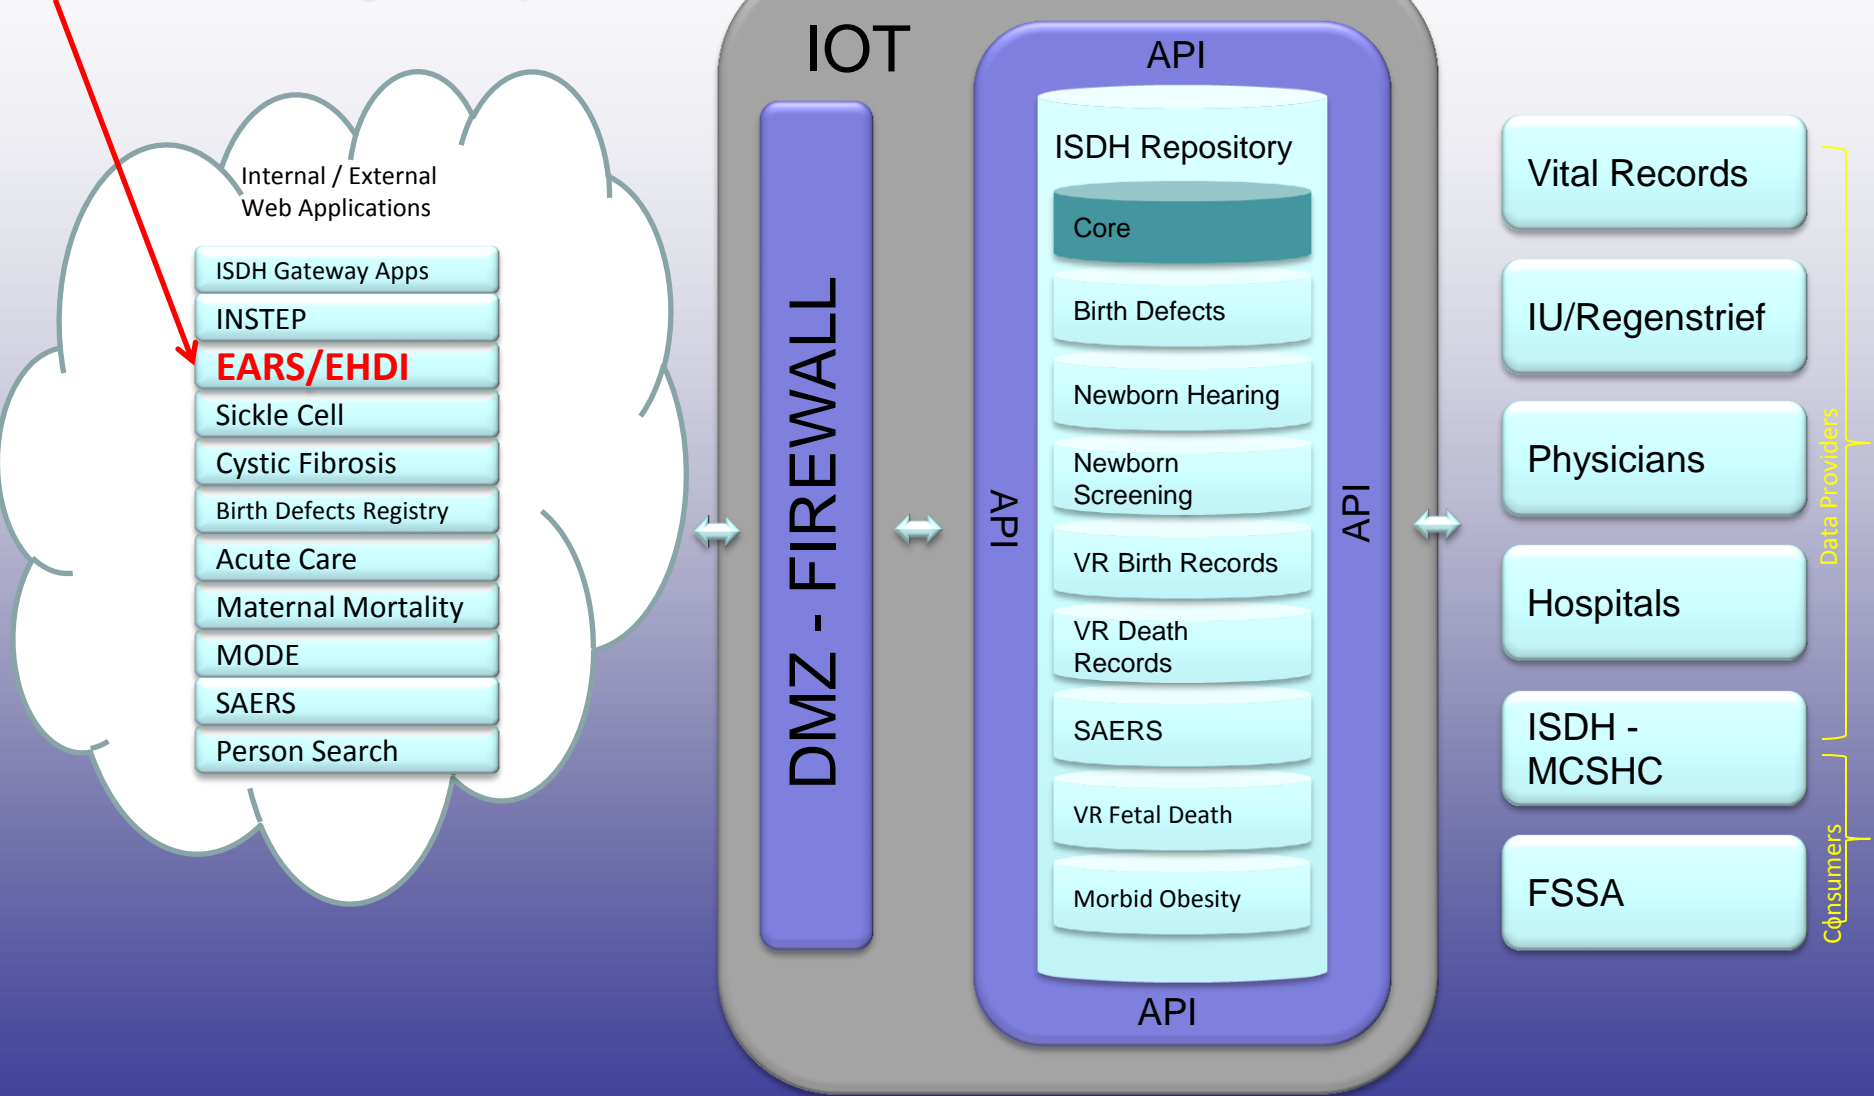 Internal / External
Web Applications
ISDH Gateway Apps
INSTEP
EARS/EHDI
Sickle Cell
Cystic Fibrosis
Birth Defects Registry
Acute Care
Maternal Mortality
MODE
SAERS
Person Search
IOT
DMZ - FIREWALL
API
API
ISDH Repository
Core
Birth Defects
Newborn Hearing
Newborn
Screening
VR Birth Records
VR Death
Records
SAERS
VR Fetal Death
Morbid Obesity
API
API
Vital Records
IU/Regenstrief
Physicians
Hospitals
ISDH -
MCSHC
FSSA
Data Providers
Consumers